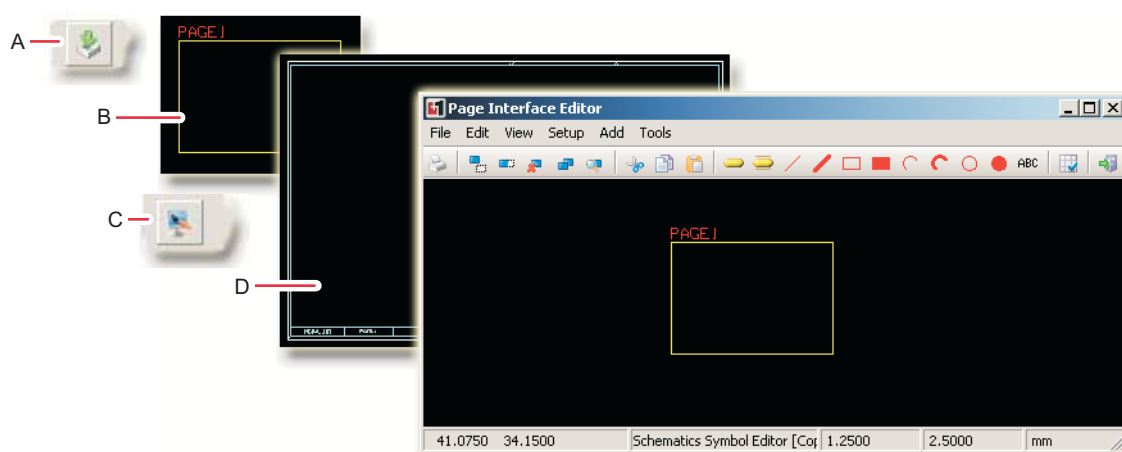 A
PAGE1
B
C
D
Page Interface Editor
File Edit View Setup Add Tools
ABC
PAGE1
41.0750 34.1500 Schematics Symbol Editor [Cop 1.2500 2.5000 mm